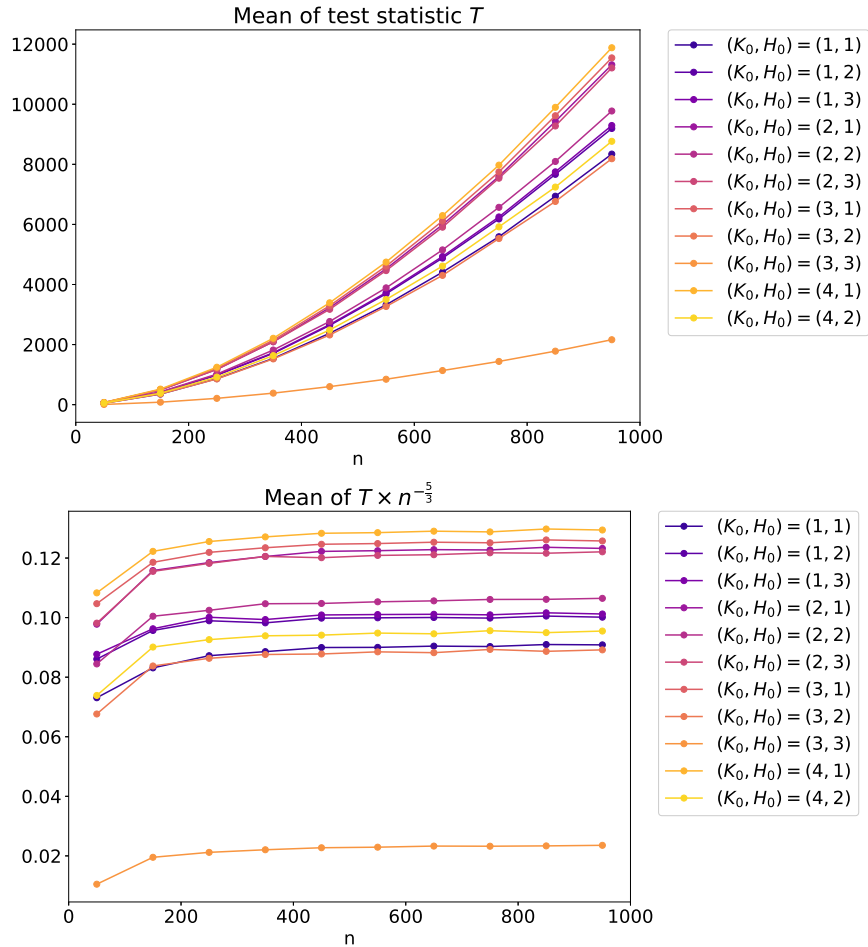 Mean of test statistic T
12000
10000
8000
6000
4000
2000
0
0 200 400 600 800 1000
n
(K₀, H₀) = (1, 1)
(K₀, H₀) = (1, 2)
(K₀, H₀) = (1, 3)
(K₀, H₀) = (2, 1)
(K₀, H₀) = (2, 2)
(K₀, H₀) = (2, 3)
(K₀, H₀) = (3, 1)
(K₀, H₀) = (3, 2)
(K₀, H₀) = (3, 3)
(K₀, H₀) = (4, 1)
(K₀, H₀) = (4, 2)
Mean of T × n^{-5/3}
0.12
0.10
0.08
0.06
0.04
0.02
0 200 400 600 800 1000
n
(K₀, H₀) = (1, 1)
(K₀, H₀) = (1, 2)
(K₀, H₀) = (1, 3)
(K₀, H₀) = (2, 1)
(K₀, H₀) = (2, 2)
(K₀, H₀) = (2, 3)
(K₀, H₀) = (3, 1)
(K₀, H₀) = (3, 2)
(K₀, H₀) = (3, 3)
(K₀, H₀) = (4, 1)
(K₀, H₀) = (4, 2)